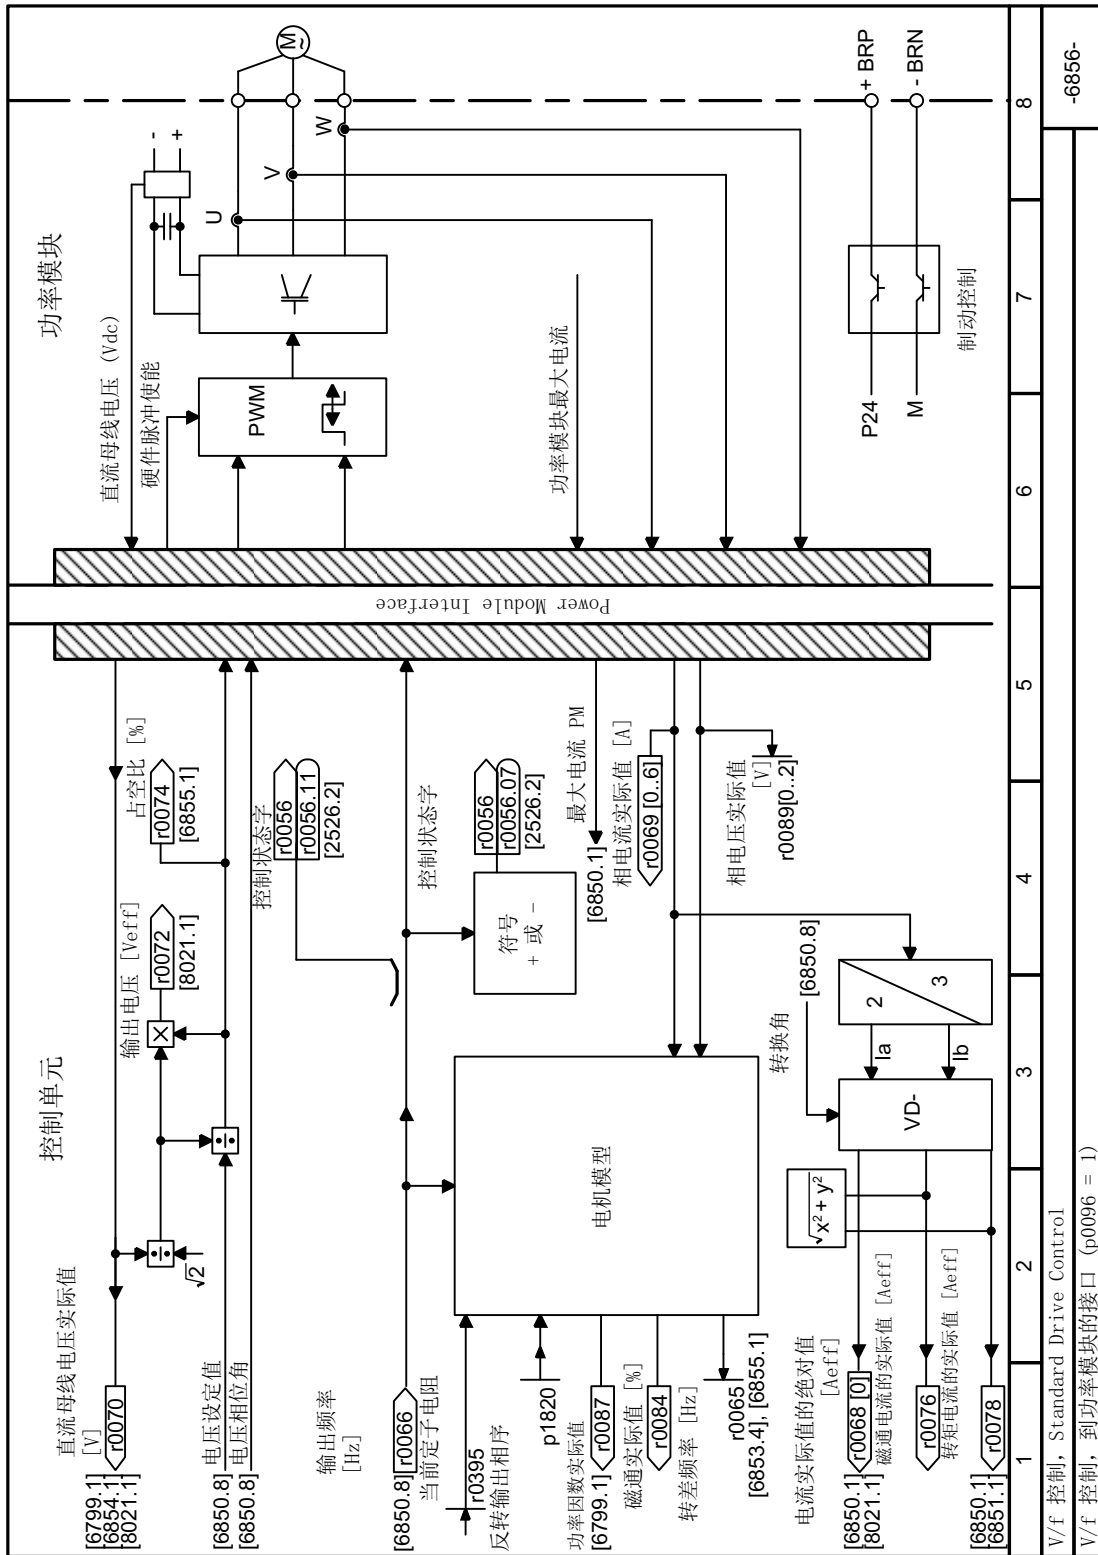 控制单元
功率模块
直流母线电压实际值
[V]
r0070
[6799.1]
[6854.1]
[8021.1]
√2
输出电压 [Veff]
r0072
[8021.1]
占空比 [%]
r0074
[6855.1]
电压设定值
[6850.8]
电压相位角
[6850.8]
控制状态字
r0056
r0056.11
[2526.2]
输出频率
[Hz]
[6850.8]
r0066
控制状态字
r0056
r0056.07
[2526.2]
符号
+ 或 -
当前定子电阻
r0395
反转输出相序
p1820
功率因数实际值
[6799.1]
r0087
磁通实际值 [%]
r0084
转差频率 [Hz]
r0065
[6853.4], [6855.1]
电机模型
最大电流 PM
[6850.1]
相电流实际值 [A]
r0069 [0..6]
相电压实际值
[V]
r0089[0..2]
转换角
[6850.8]
2
3
Ia
Ib
VD-
√x² + y²
电流实际值的绝对值
[Aeff]
[6850.1]
[8021.1]
r0068 [0]
磁通电流的实际值 [Aeff]
r0076
转矩电流的实际值 [Aeff]
r0078
[6850.1]
[6851.1]
Power Module Interface
直流母线电压 (Vdc)
硬件脉冲使能
PWM
-
+
U
V
W
M
~
功率模块最大电流
P24
M
制动控制
+ BRP
- BRN
1
2
3
4
5
6
7
8
V/f 控制, Standard Drive Control
V/f 控制, 到功率模块的接口 (p0096 = 1)
-6856-